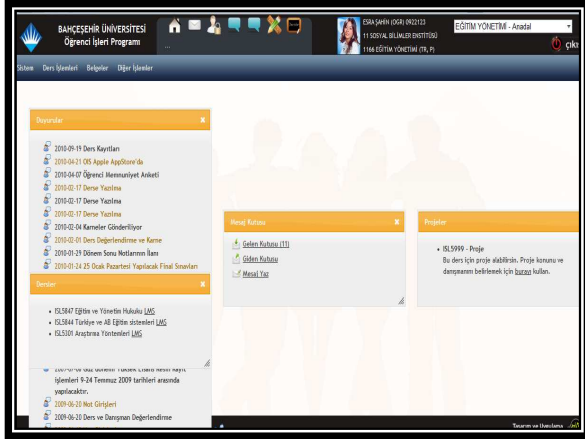 BAHÇEŞEHİR ÜNİVERSİTESİ
Öğrenci İşleri Programı
...
ESRA ŞAHİN (OGR) 0922123
11 SOSYAL BİLİMLER ENSTİTÜSÜ
1166 EĞİTİM YÖNETİMİ (TR, P)
EĞİTİM YÖNETİMİ - Anadal
çıkı
Sistem Ders İşlemleri Belgeler Diğer İşlemler
Duyurular
2010-09-19 Ders Kayıtları
2010-04-21 OIS Apple AppStore'da
2010-04-07 Öğrenci Memnuniyet Anketi
2010-02-17 Derse Yazılma
2010-02-17 Derse Yazılma
2010-02-17 Derse Yazılma
2010-02-04 Karneler Gönderiliyor
2010-02-01 Ders Değerlendirme ve Karne
2010-01-29 Dönem Sonu Notlarının İlanı
2010-01-24 25 Ocak Pazartesi Yapılacak Final Sınavları
Dersler
ISL5847 Eğitim ve Yönetim Hukuku LMS
ISL5844 Türkiye ve AB Eğitim sistemleri LMS
ISL5301 Araştırma Yöntemleri LMS
işlemleri 9-24 Temmuz 2009 tarihleri arasında
yapılacaktır.
2009-06-20 Not Girişleri
2009-06-20 Ders ve Danışman Değerlendirme
Mesaj Kutusu
Gelen Kutusu (11)
Giden Kutusu
Mesaj Yaz
Projeler
ISL5999 - Proje
Bu ders için proje alabilirsin. Proje konunu ve
danışmanını belirlemek için burayı kullan.
Tasarım ve Uygulama